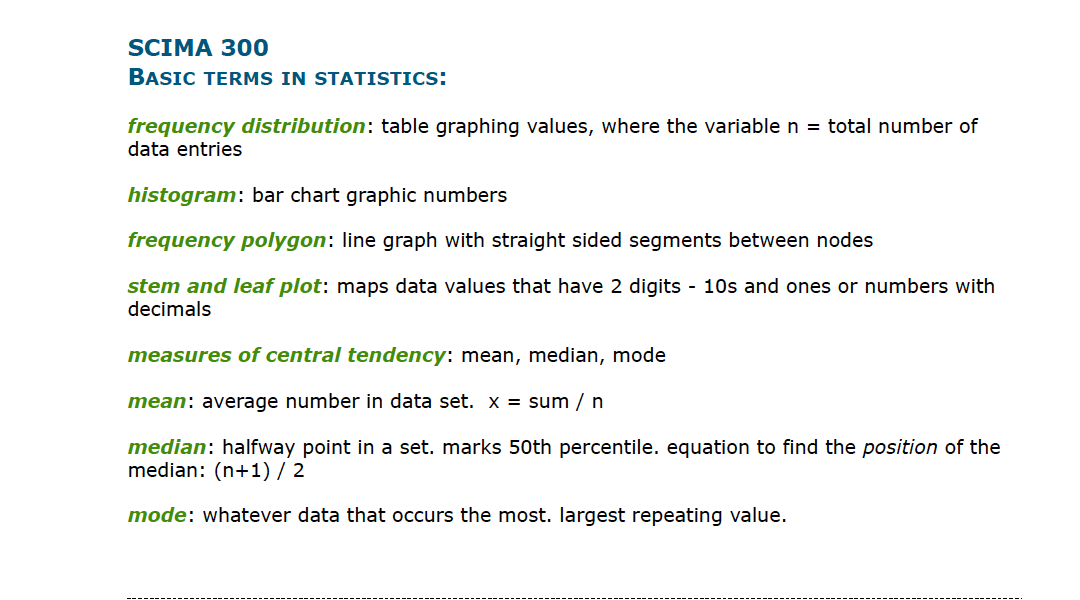 SCIMA 300
BASIC TERMS IN STATISTICS:
frequency distribution: table graphing values, where the variable n = total number of
data entries
histogram: bar chart graphic numbers
frequency polygon: line graph with straight sided segments between nodes
stem and leaf plot: maps data values that have 2 digits - 10s and ones or numbers with
decimals
measures of central tendency: mean, median, mode
mean: average number in data set.  x = sum / n
median: halfway point in a set. marks 50th percentile. equation to find the position of the
median: (n+1) / 2
mode: whatever data that occurs the most. largest repeating value.